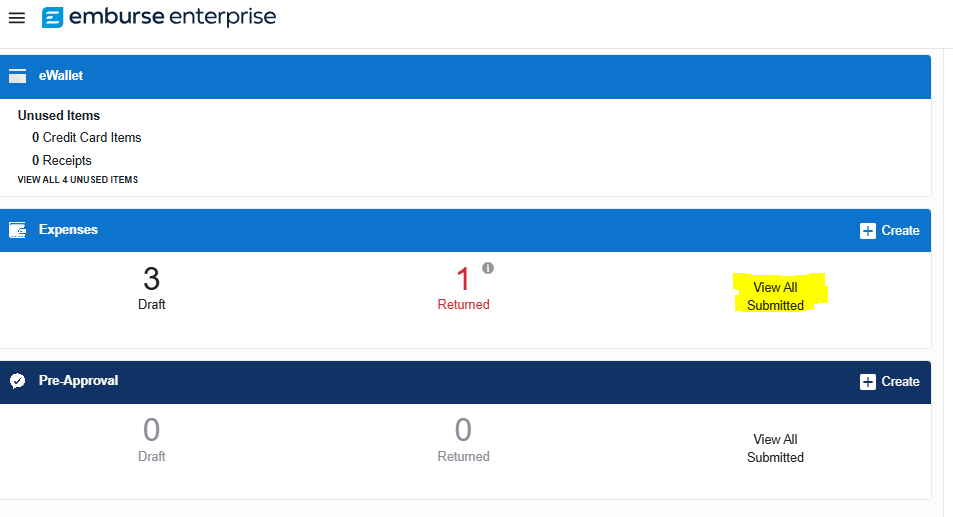 emburse enterprise
eWallet
Unused Items
0 Credit Card Items
0 Receipts
VIEW ALL 4 UNUSED ITEMS
Expenses
Create
3
Draft
1
Returned
View All
Submitted
Pre-Approval
Create
0
Draft
0
Returned
View All
Submitted